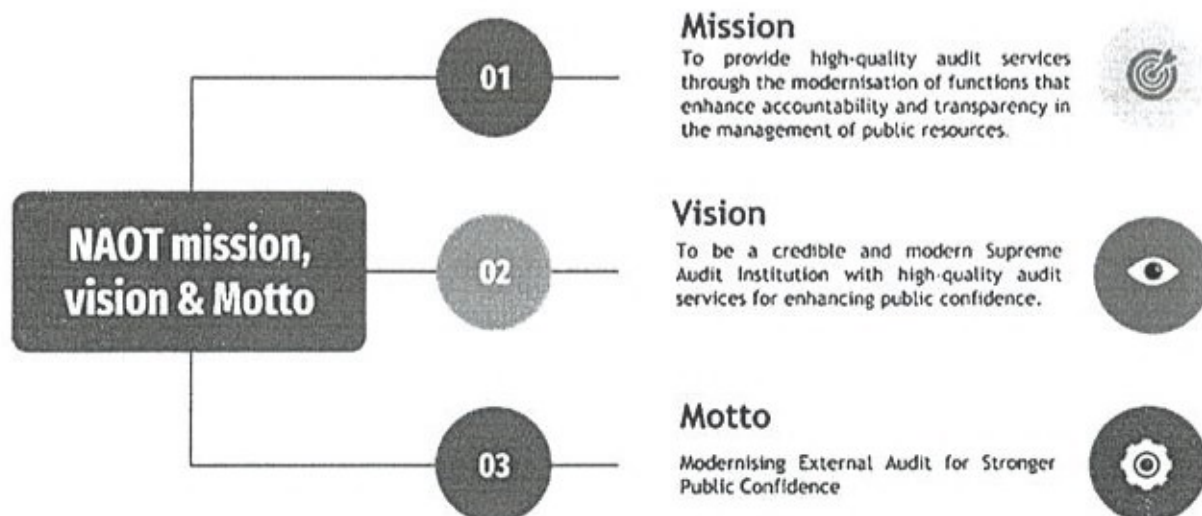 NAOT mission,
vision & Motto
01
Mission
To provide high-quality audit services
through the modernisation of functions that
enhance accountability and transparency in
the management of public resources.
02
Vision
To be a credible and modern Supreme
Audit Institution with high-quality audit
services for enhancing public confidence.
03
Motto
Modernising External Audit for Stronger
Public Confidence